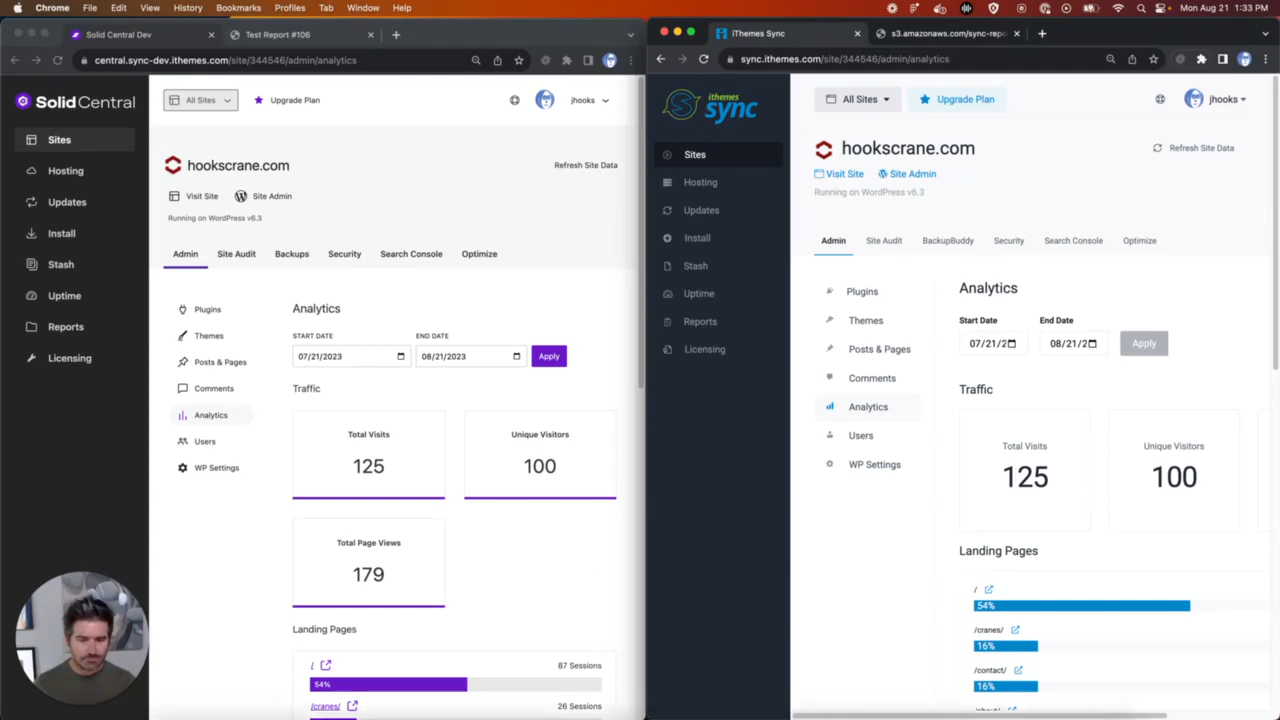 Chrome File Edit View History Bookmarks Profiles Tab Window Help Mon Aug 21 1:33 PM
Solid Central Dev
Test Report #106
central.sync-dev.ithemes.com/site/344546/admin/analytics
SolidCentral
Sites
Hosting
Updates
Install
Stash
Uptime
Reports
Licensing
All Sites
Upgrade Plan
jhooks
hookscrane.com
Refresh Site Data
Visit Site
Site Admin
Running on WordPress v6.3
Admin Site Audit Backups Security Search Console Optimize
Plugins
Themes
Posts & Pages
Comments
Analytics
Users
WP Settings
Analytics
START DATE END DATE
07/21/2023 08/21/2023 Apply
Traffic
Total Visits
125
Unique Visitors
100
Total Page Views
179
Landing Pages
/ 87 Sessions
54%
/cranes/ 26 Sessions
iThemes Sync
s3.amazonaws.com/sync-repo
sync.ithemes.com/site/344546/admin/analytics
iThemes
sync
Sites
Hosting
Updates
Install
Stash
Uptime
Reports
Licensing
All Sites
Upgrade Plan
jhooks
hookscrane.com
Refresh Site Data
Visit Site
Site Admin
Running on WordPress v6.3
Admin Site Audit BackupBuddy Security Search Console Optimize
Plugins
Themes
Posts & Pages
Comments
Analytics
Users
WP Settings
Analytics
Start Date End Date
07/21/2 08/21/2 Apply
Traffic
Total Visits
125
Unique Visitors
100
Landing Pages
/
54%
/cranes/
16%
/contact/
16%